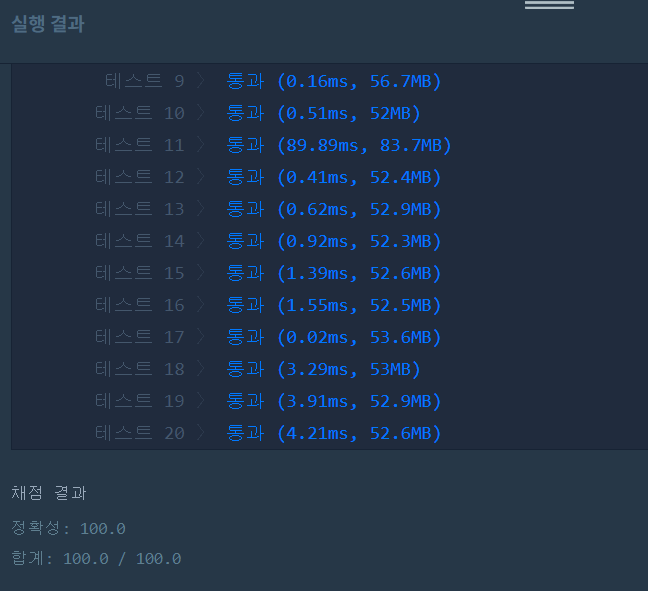 실행 결과
테스트 9 〉 통과 (0.16ms, 56.7MB)
테스트 10 〉 통과 (0.51ms, 52MB)
테스트 11 〉 통과 (89.89ms, 83.7MB)
테스트 12 〉 통과 (0.41ms, 52.4MB)
테스트 13 〉 통과 (0.62ms, 52.9MB)
테스트 14 〉 통과 (0.92ms, 52.3MB)
테스트 15 〉 통과 (1.39ms, 52.6MB)
테스트 16 〉 통과 (1.55ms, 52.5MB)
테스트 17 〉 통과 (0.02ms, 53.6MB)
테스트 18 〉 통과 (3.29ms, 53MB)
테스트 19 〉 통과 (3.91ms, 52.9MB)
테스트 20 〉 통과 (4.21ms, 52.6MB)
채점 결과
정확성: 100.0
합계: 100.0 / 100.0